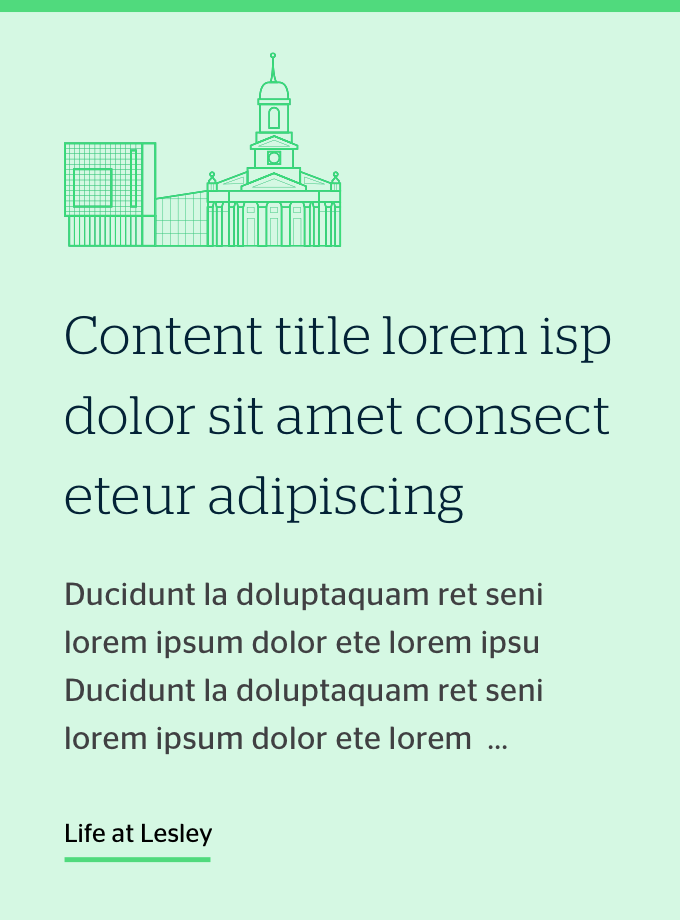 Content title lorem isp
dolor sit amet consect
eteur adipiscing
Ducidunt la doluptaquam ret seni
lorem ipsum dolor ete lorem ipsu
Ducidunt la doluptaquam ret seni
lorem ipsum dolor ete lorem  ...
Life at Lesley